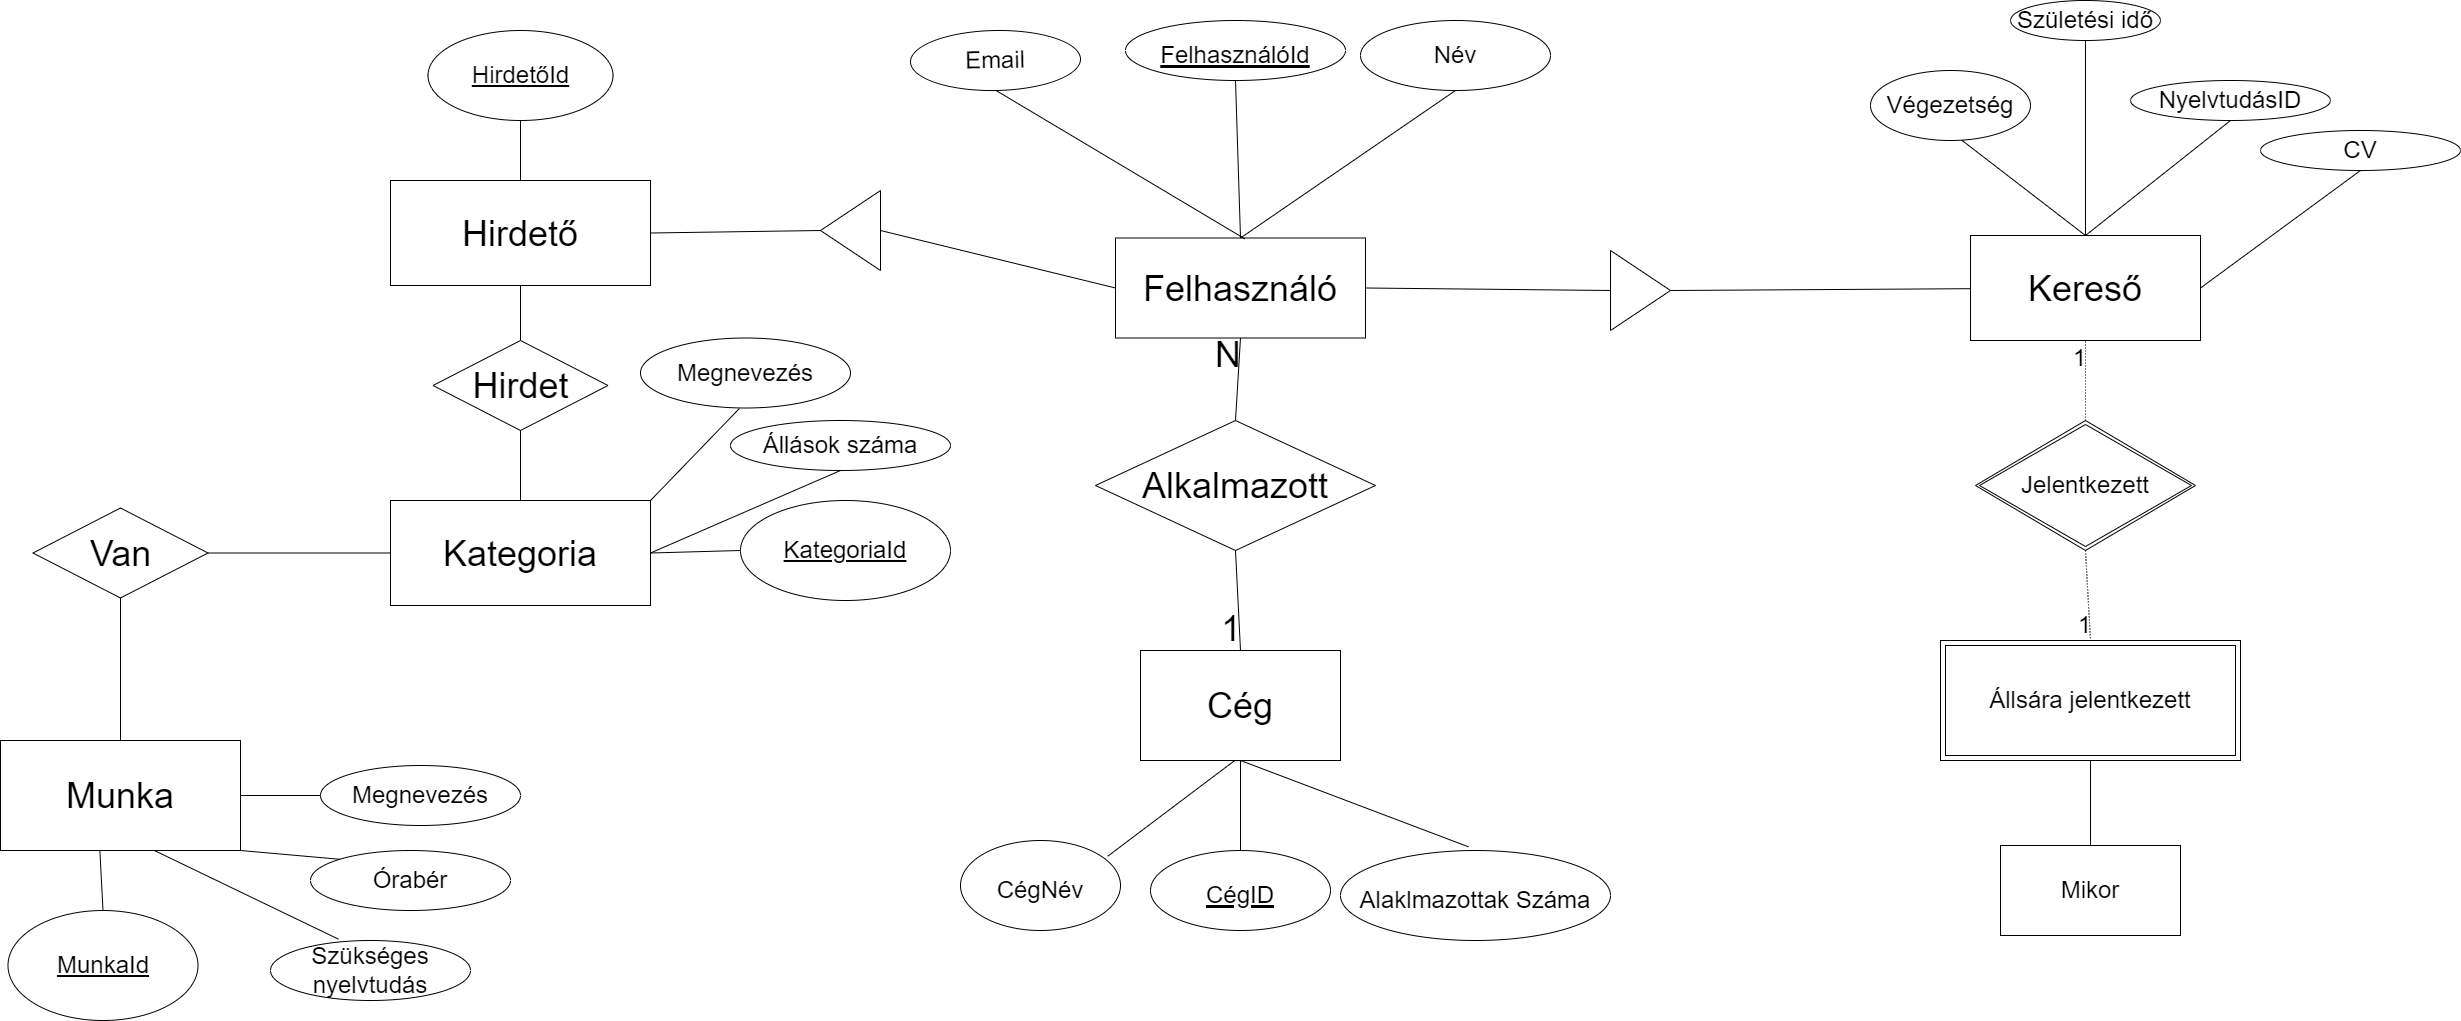 Születési idő
HirdetőId
Email
FelhasználóId
Név
Végezetség
NyelvtudásID
CV
Hirdető
Felhasználó
Kereső
N
1
Hirdet
Megnevezés
Állások száma
Alkalmazott
Jelentkezett
Van
Kategoria
KategoriaId
1
1
Cég
Állsára jelentkezett
Munka
Megnevezés
Órabér
CégNév
CégID
Alaklmazottak Száma
Mikor
MunkaId
Szükséges
nyelvtudás